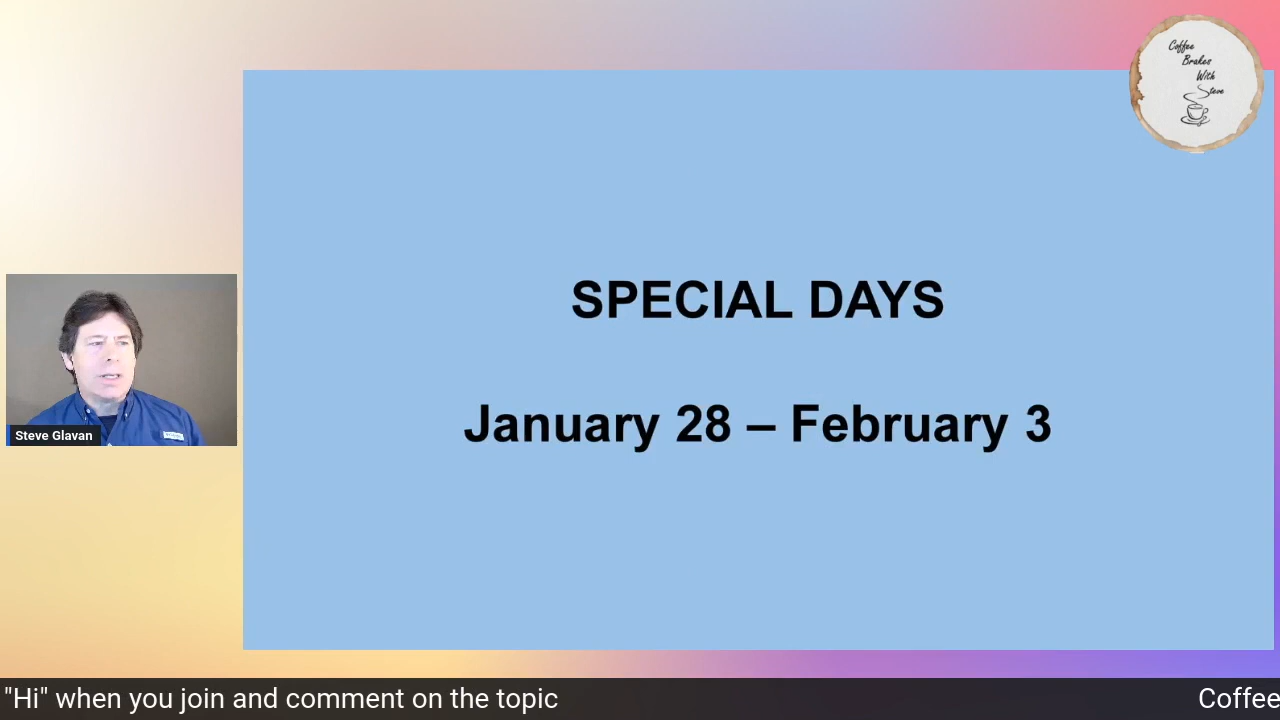 Coffee
Brakes
With
Steve
SPECIAL DAYS
January 28 – February 3
Steve Glavan
"Hi" when you join and comment on the topic
Coffee